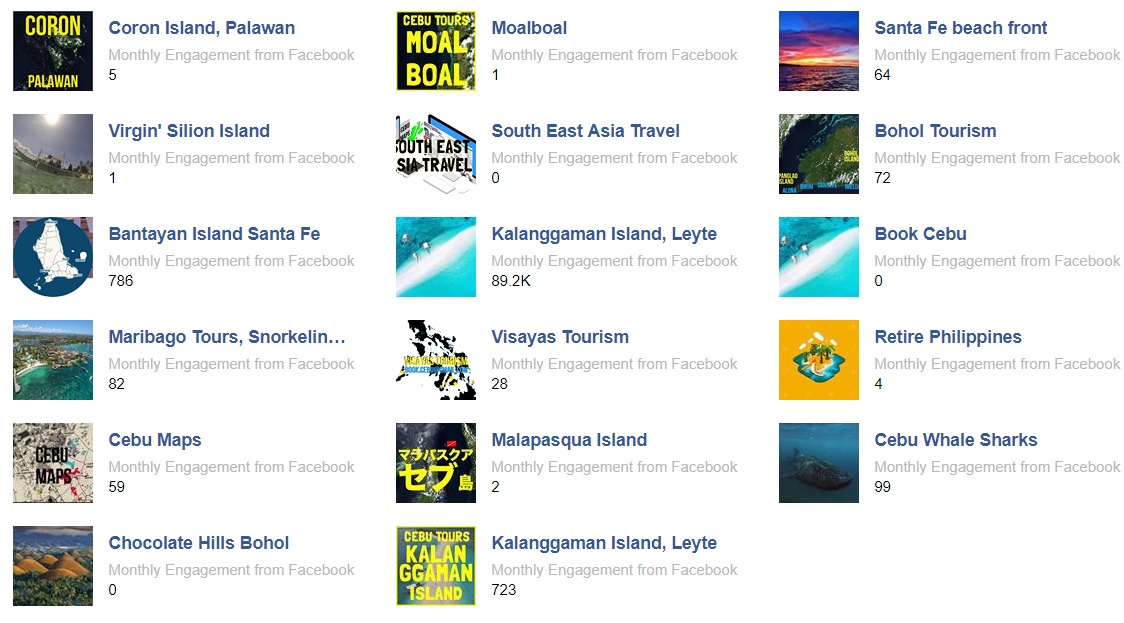 CORON
PALAWAN
Coron Island, Palawan
Monthly Engagement from Facebook
5
CEBU TOURS
MOAL
BOAL
Moalboal
Monthly Engagement from Facebook
1
Santa Fe beach front
Monthly Engagement from Facebook
64
Virgin' Silion Island
Monthly Engagement from Facebook
1
SOUTH EAST
ASIA TRAVEL
South East Asia Travel
Monthly Engagement from Facebook
0
BOHOL
ISLAND
PANGLAO
ISLAND
ALONA
Bohol Tourism
Monthly Engagement from Facebook
72
Bantayan Island Santa Fe
Monthly Engagement from Facebook
786
Kalanggaman Island, Leyte
Monthly Engagement from Facebook
89.2K
Book Cebu
Monthly Engagement from Facebook
0
Maribago Tours, Snorkelin…
Monthly Engagement from Facebook
82
VISAYAS TOURISM
Visayas Tourism
Monthly Engagement from Facebook
28
Retire Philippines
Monthly Engagement from Facebook
4
CEBU
MAPS
Cebu Maps
Monthly Engagement from Facebook
59
マラパスクア
セブ島
Malapasqua Island
Monthly Engagement from Facebook
2
Cebu Whale Sharks
Monthly Engagement from Facebook
99
Chocolate Hills Bohol
Monthly Engagement from Facebook
0
CEBU TOURS
KALAN
GGAMAN
ISLAND
Kalanggaman Island, Leyte
Monthly Engagement from Facebook
723